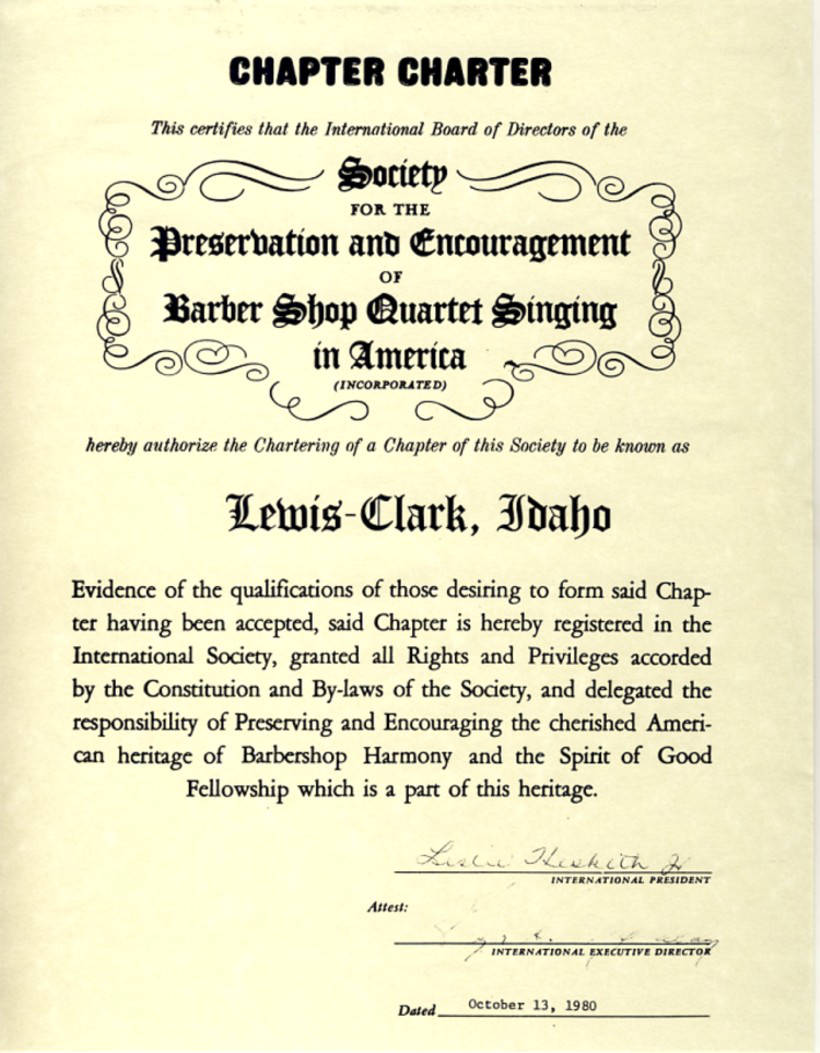 CHAPTER CHARTER
This certifies that the International Board of Directors of the
Society
FOR THE
Preservation and Encouragement
OF
Barber Shop Quartet Singing
in America
(INCORPORATED)
hereby authorize the Chartering of a Chapter of this Society to be known as
Lewis-Clark, Idaho
Evidence of the qualifications of those desiring to form said Chap-
ter having been accepted, said Chapter is hereby registered in the
International Society, granted all Rights and Privileges accorded
by the Constitution and By-laws of the Society, and delegated the
responsibility of Preserving and Encouraging the cherished Ameri-
can heritage of Barbershop Harmony and the Spirit of Good
Fellowship which is a part of this heritage.
Leslie Hesketh Jr
INTERNATIONAL PRESIDENT
Attest:
INTERNATIONAL EXECUTIVE DIRECTOR
Dated October 13, 1980